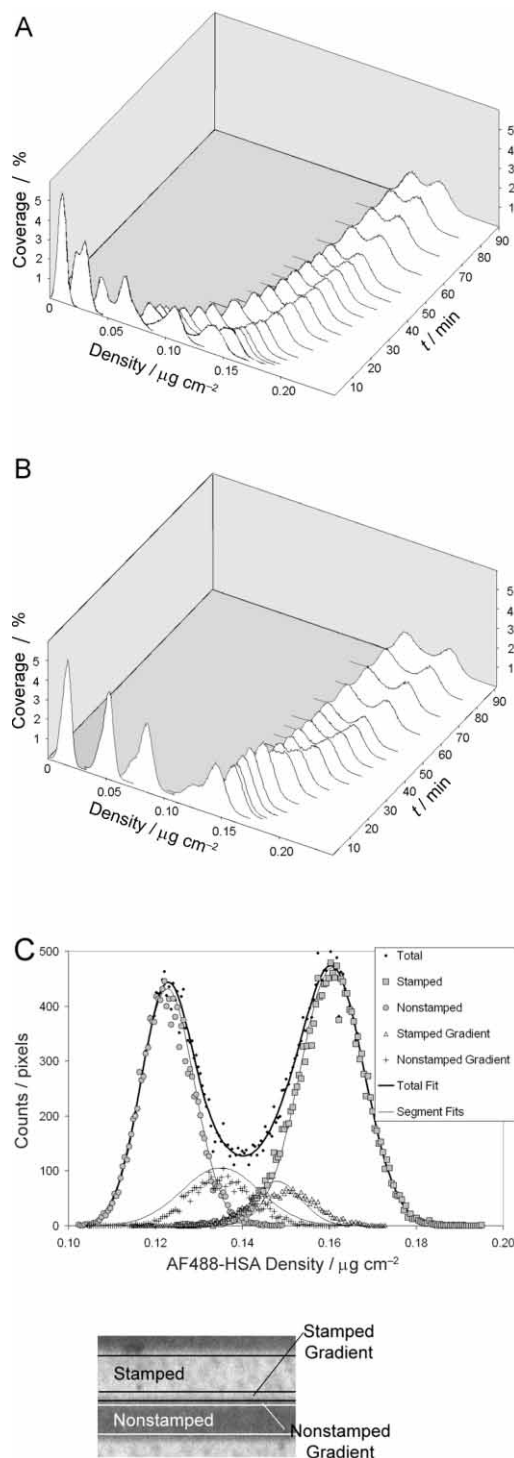 A
Coverage / %
5
4
3
2
1
0
0.05
0.10
0.15
0.20
Density / μg cm⁻²
5
4
3
2
1
90
80
70
60
50
40
30
20
10
t / min
B
Coverage / %
5
4
3
2
1
0
0.05
0.10
0.15
0.20
Density / μg cm⁻²
5
4
3
2
1
90
80
70
60
50
40
30
20
10
t / min
C
500
400
300
200
100
0
Counts / pixels
Total
Stamped
Nonstamped
Stamped Gradient
Nonstamped Gradient
Total Fit
Segment Fits
0.10 0.12 0.14 0.16 0.18 0.20
AF488-HSA Density / μg cm⁻²
Stamped Gradient
Stamped
Nonstamped
Nonstamped Gradient